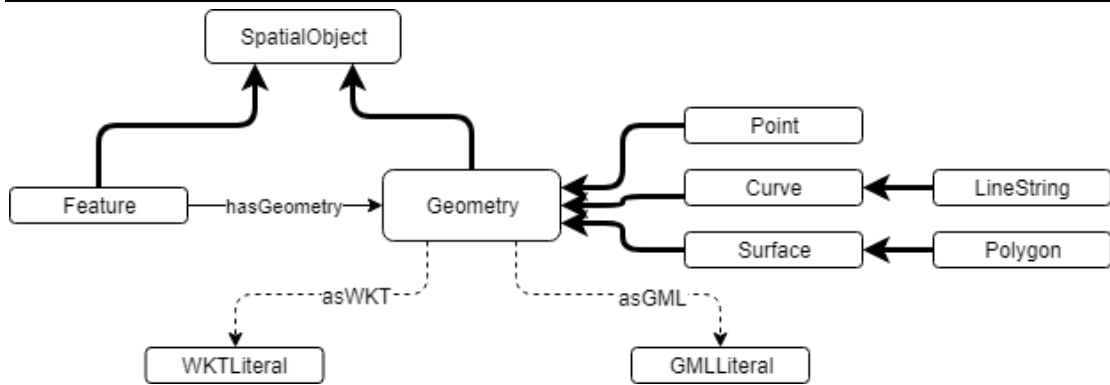 SpatialObject
Point
Feature
hasGeometry
Geometry
Curve
LineString
Surface
Polygon
asWKT
asGML
WKTLiteral
GMLLiteral